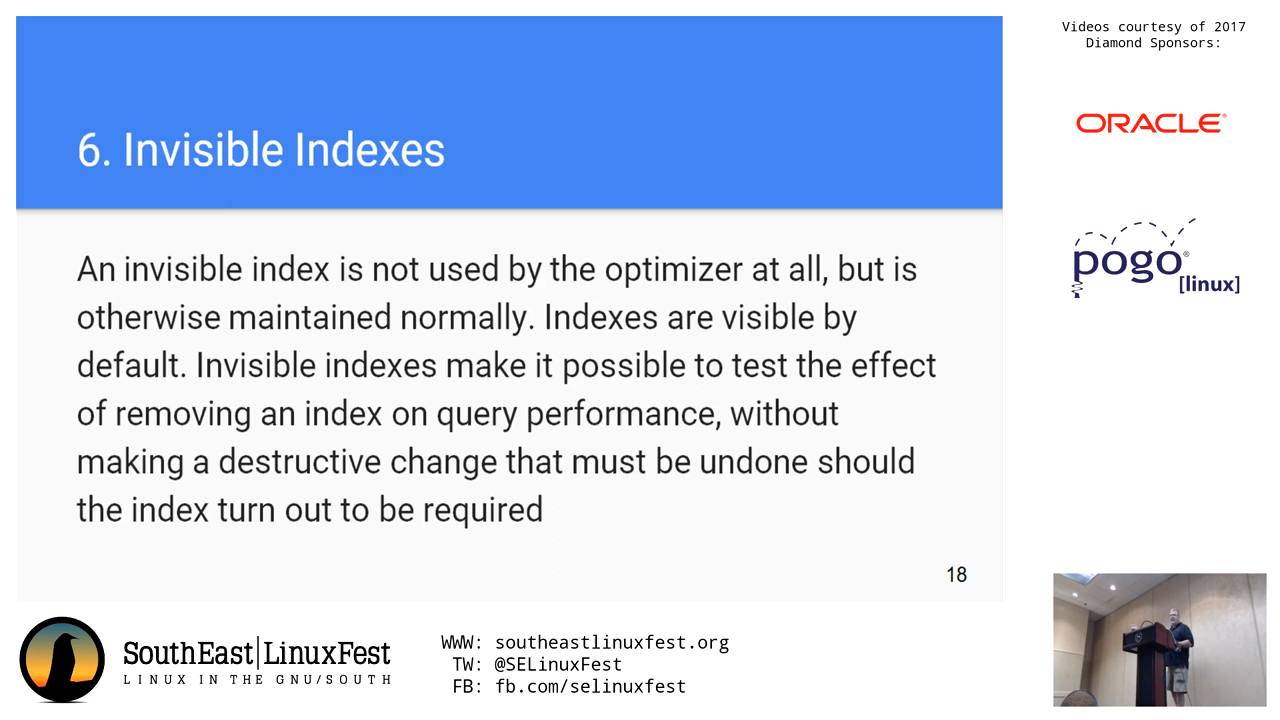 6. Invisible Indexes
An invisible index is not used by the optimizer at all, but is
otherwise maintained normally. Indexes are visible by
default. Invisible indexes make it possible to test the effect
of removing an index on query performance, without
making a destructive change that must be undone should
the index turn out to be required
18
Videos courtesy of 2017
Diamond Sponsors:
ORACLE®
pogo®
[linux]
SouthEast|LinuxFest
LINUX IN THE GNU/SOUTH
WWW: southeastlinuxfest.org
TW: @SELinuxFest
FB: fb.com/selinuxfest